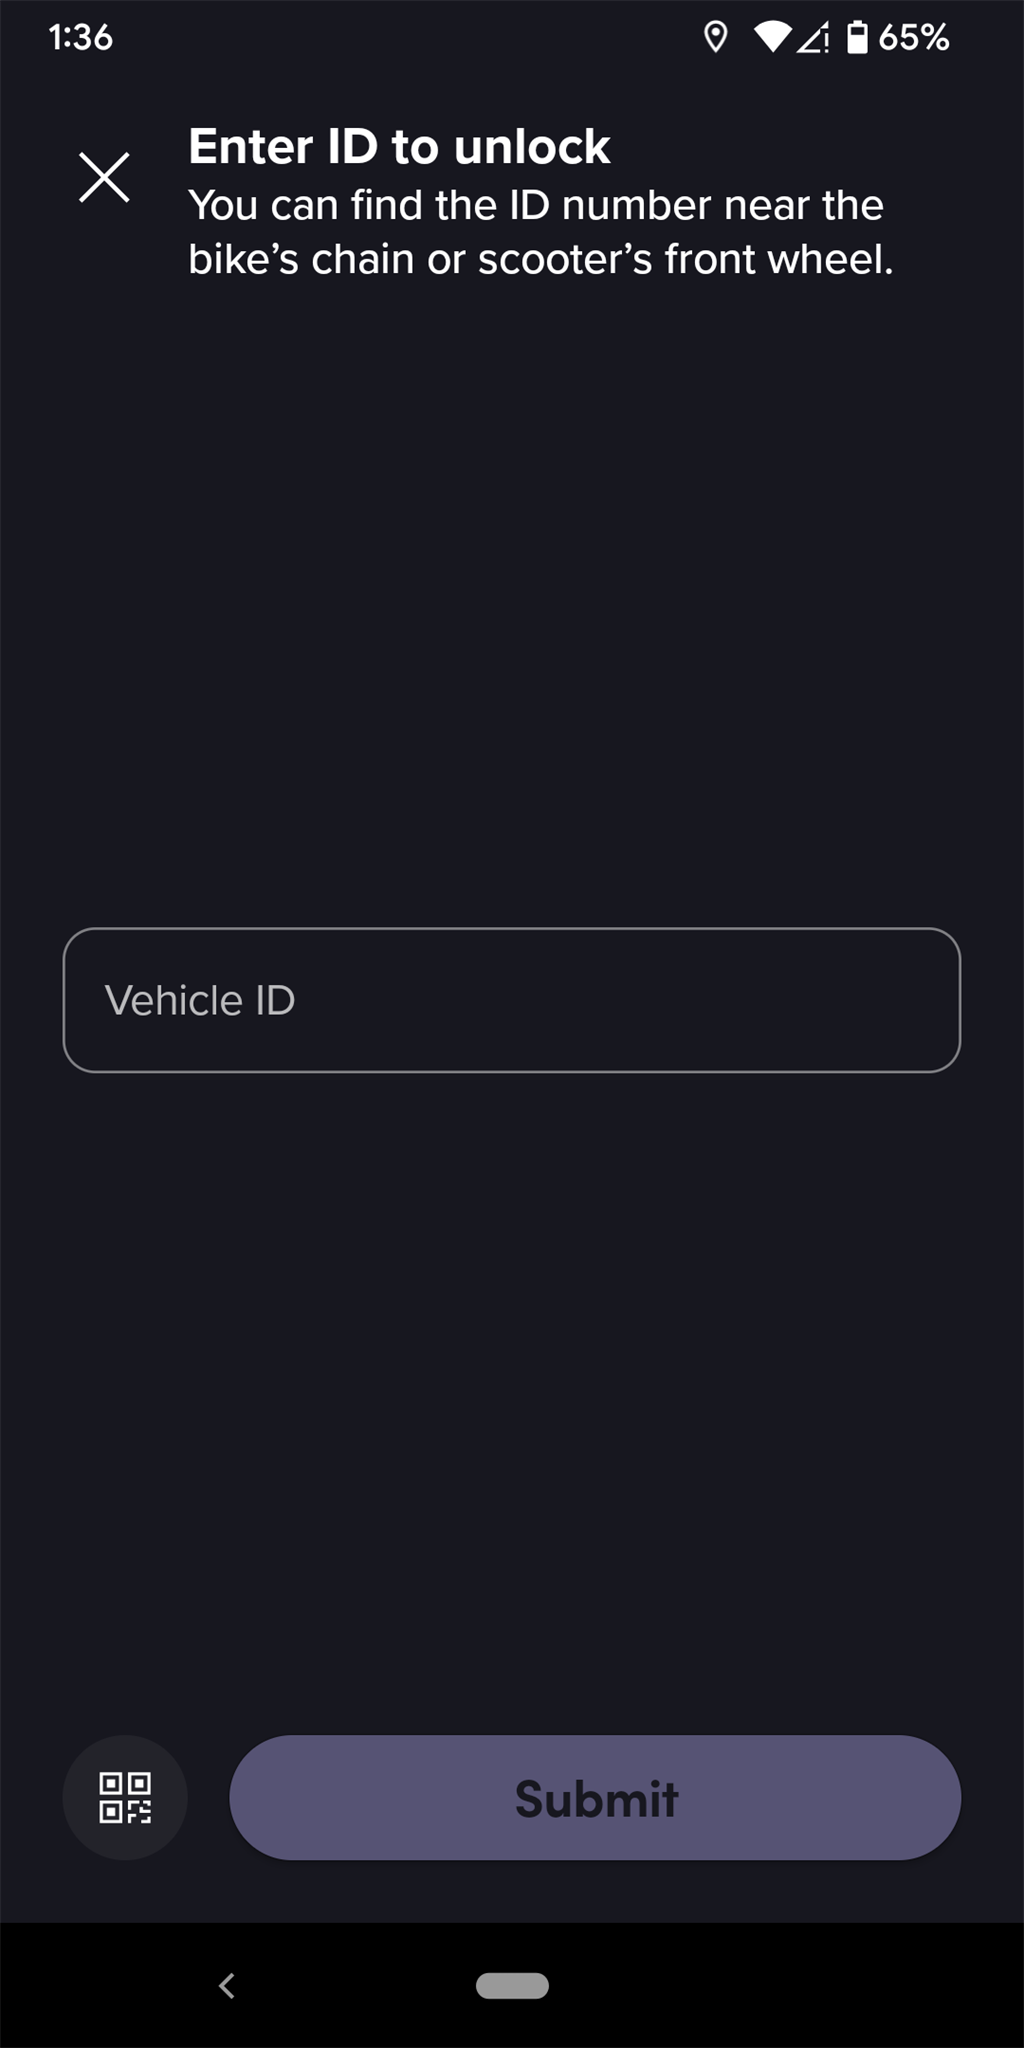 1:36
65%
Enter ID to unlock
You can find the ID number near the
bike’s chain or scooter’s front wheel.
Vehicle ID
Submit